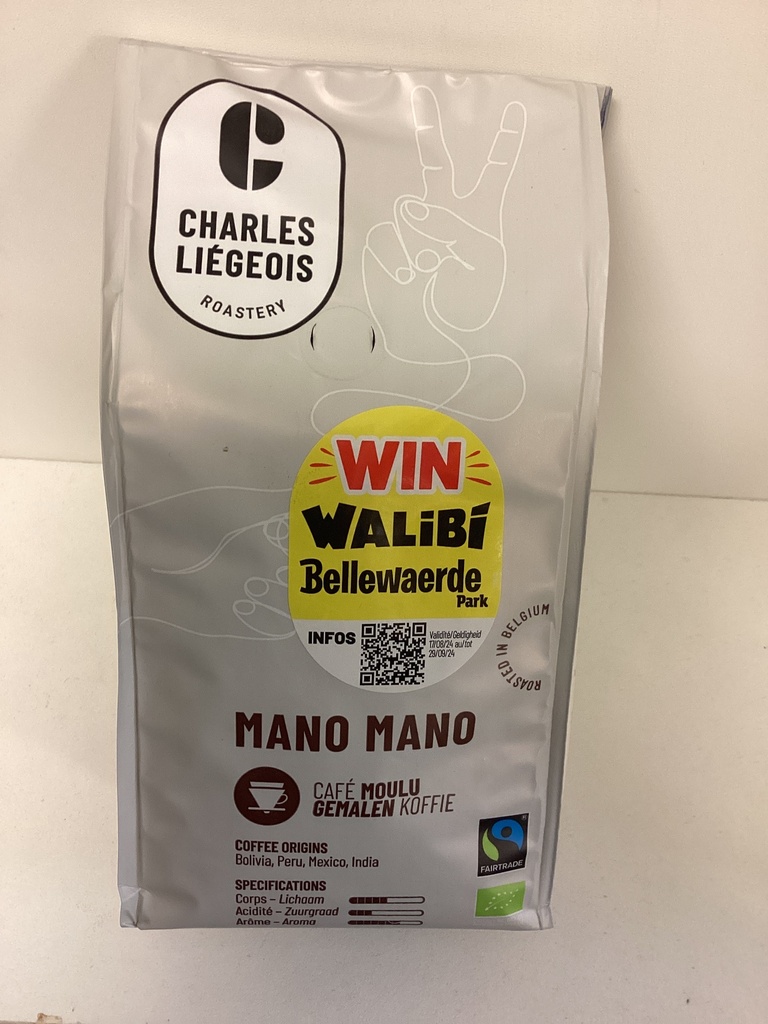 CHARLES
LIÉGEOIS
ROASTERY
WIN
WALiBi
Bellewaerde
Park
INFOS
Validité/Geldigheid
17/08/24 au/tot
29/09/24
ROASTED IN BELGIUM
MANO MANO
CAFÉ MOULU
GEMALEN KOFFIE
FAIRTRADE
COFFEE ORIGINS
Bolivia, Peru, Mexico, India
SPECIFICATIONS
Corps – Lichaam
Acidité – Zuurgraad
Arôme – Aroma